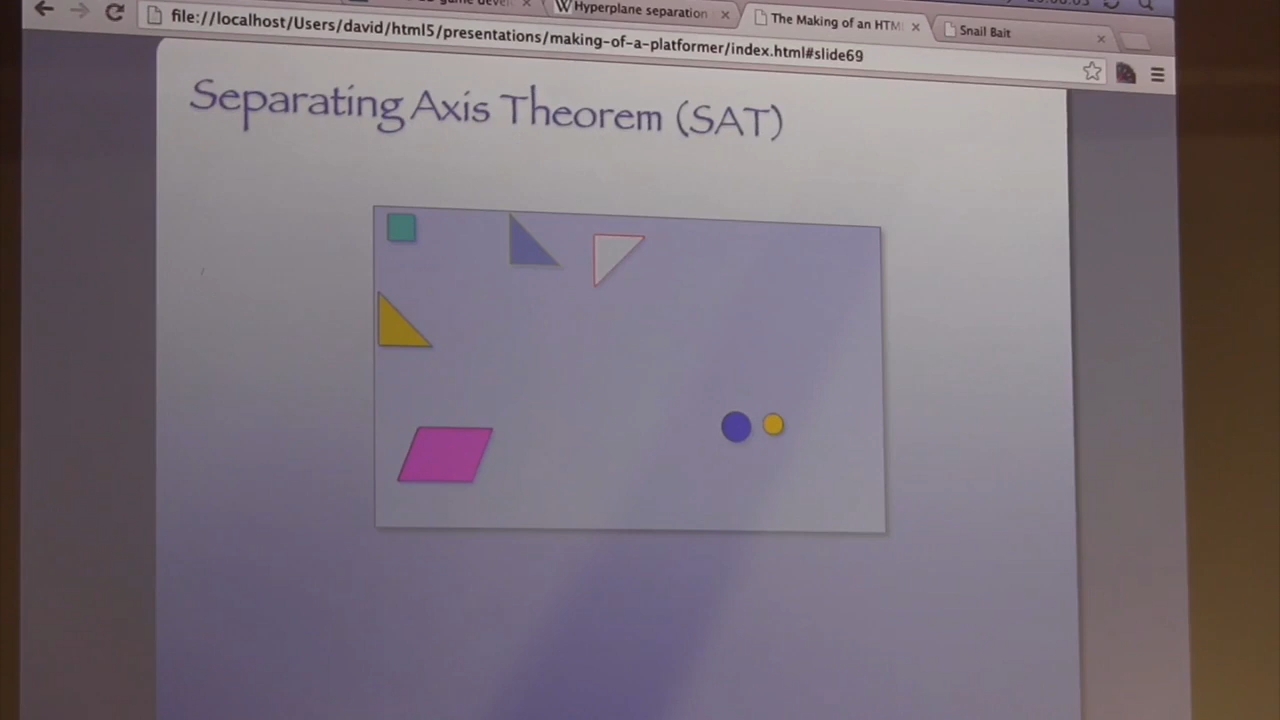 Hyperplane separation
The Making of an HTM
Snail Bait
file://localhost/Users/david/html5/presentations/making-of-a-platformer/index.html#slide69
Separating Axis Theorem (SAT)